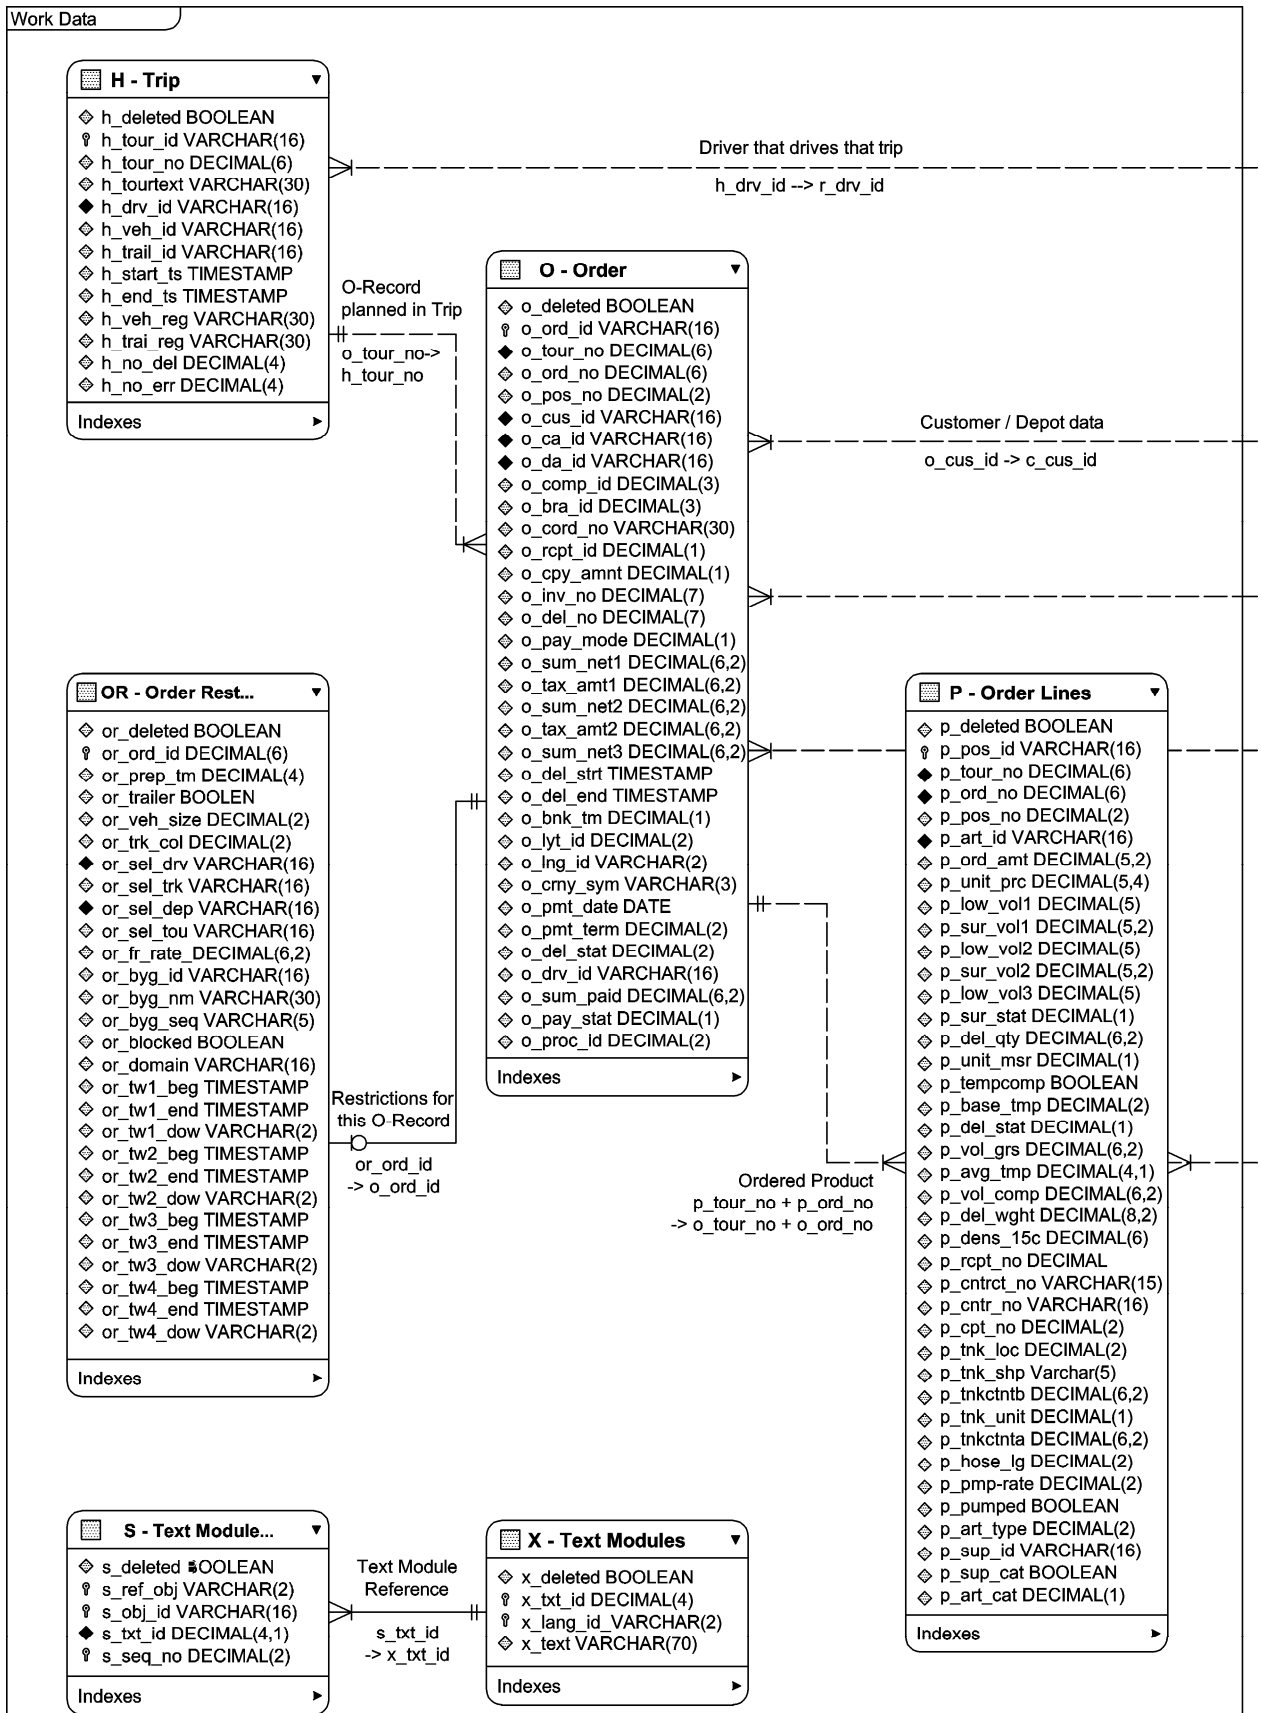 Work Data
H - Trip
h_deleted BOOLEAN
h_tour_id VARCHAR(16)
h_tour_no DECIMAL(6)
h_tourtext VARCHAR(30)
h_drv_id VARCHAR(16)
h_veh_id VARCHAR(16)
h_trail_id VARCHAR(16)
h_start_ts TIMESTAMP
h_end_ts TIMESTAMP
h_veh_reg VARCHAR(30)
h_trai_reg VARCHAR(30)
h_no_del DECIMAL(4)
h_no_err DECIMAL(4)
Indexes
Driver that drives that trip
h_drv_id --> r_drv_id
O-Record
planned in Trip
o_tour_no->
h_tour_no
O - Order
o_deleted BOOLEAN
o_ord_id VARCHAR(16)
o_tour_no DECIMAL(6)
o_ord_no DECIMAL(6)
o_pos_no DECIMAL(2)
o_cus_id VARCHAR(16)
o_ca_id VARCHAR(16)
o_da_id VARCHAR(16)
o_comp_id DECIMAL(3)
o_bra_id DECIMAL(3)
o_cord_no VARCHAR(30)
o_rcpt_id DECIMAL(1)
o_cpy_amnt DECIMAL(1)
o_inv_no DECIMAL(7)
o_del_no DECIMAL(7)
o_pay_mode DECIMAL(1)
o_sum_net1 DECIMAL(6,2)
o_tax_amt1 DECIMAL(6,2)
o_sum_net2 DECIMAL(6,2)
o_tax_amt2 DECIMAL(6,2)
o_sum_net3 DECIMAL(6,2)
o_del_strt TIMESTAMP
o_del_end TIMESTAMP
o_bnk_tm DECIMAL(1)
o_lyt_id DECIMAL(2)
o_lng_id VARCHAR(2)
o_crny_sym VARCHAR(3)
o_pmt_date DATE
o_pmt_term DECIMAL(2)
o_del_stat DECIMAL(2)
o_drv_id VARCHAR(16)
o_sum_paid DECIMAL(6,2)
o_pay_stat DECIMAL(1)
o_proc_id DECIMAL(2)
Indexes
Customer / Depot data
o_cus_id -> c_cus_id
OR - Order Rest...
or_deleted BOOLEAN
or_ord_id DECIMAL(6)
or_prep_tm DECIMAL(4)
or_trailer BOOLEN
or_veh_size DECIMAL(2)
or_trk_col DECIMAL(2)
or_sel_drv VARCHAR(16)
or_sel_trk VARCHAR(16)
or_sel_dep VARCHAR(16)
or_sel_tou VARCHAR(16)
or_fr_rate_DECIMAL(6,2)
or_byg_id VARCHAR(16)
or_byg_nm VARCHAR(30)
or_byg_seq VARCHAR(5)
or_blocked BOOLEAN
or_domain VARCHAR(16)
or_tw1_beg TIMESTAMP
or_tw1_end TIMESTAMP
or_tw1_dow VARCHAR(2)
or_tw2_beg TIMESTAMP
or_tw2_end TIMESTAMP
or_tw2_dow VARCHAR(2)
or_tw3_beg TIMESTAMP
or_tw3_end TIMESTAMP
or_tw3_dow VARCHAR(2)
or_tw4_beg TIMESTAMP
or_tw4_end TIMESTAMP
or_tw4_dow VARCHAR(2)
Indexes
Restrictions for
this O-Record
or_ord_id
-> o_ord_id
P - Order Lines
p_deleted BOOLEAN
p_pos_id VARCHAR(16)
p_tour_no DECIMAL(6)
p_ord_no DECIMAL(6)
p_pos_no DECIMAL(2)
p_art_id VARCHAR(16)
p_ord_amt DECIMAL(5,2)
p_unit_prc DECIMAL(5,4)
p_low_vol1 DECIMAL(5)
p_sur_vol1 DECIMAL(5,2)
p_low_vol2 DECIMAL(5)
p_sur_vol2 DECIMAL(5,2)
p_low_vol3 DECIMAL(5)
p_sur_stat DECIMAL(1)
p_del_qty DECIMAL(6,2)
p_unit_msr DECIMAL(1)
p_tempcomp BOOLEAN
p_base_tmp DECIMAL(2)
p_del_stat DECIMAL(1)
p_vol_grs DECIMAL(6,2)
p_avg_tmp DECIMAL(4,1)
p_vol_comp DECIMAL(6,2)
p_del_wght DECIMAL(8,2)
p_dens_15c DECIMAL(6)
p_rcpt_no DECIMAL
p_cntrct_no VARCHAR(15)
p_cntr_no VARCHAR(16)
p_cpt_no DECIMAL(2)
p_tnk_loc DECIMAL(2)
p_tnk_shp Varchar(5)
p_tnkctntb DECIMAL(6,2)
p_tnk_unit DECIMAL(1)
p_tnkctnta DECIMAL(6,2)
p_hose_lg DECIMAL(2)
p_pmp-rate DECIMAL(2)
p_pumped BOOLEAN
p_art_type DECIMAL(2)
p_sup_id VARCHAR(16)
p_sup_cat BOOLEAN
p_art_cat DECIMAL(1)
Indexes
Ordered Product
p_tour_no + p_ord_no
-> o_tour_no + o_ord_no
S - Text Module...
s_deleted BOOLEAN
s_ref_obj VARCHAR(2)
s_obj_id VARCHAR(16)
s_txt_id DECIMAL(4,1)
s_seq_no DECIMAL(2)
Indexes
Text Module
Reference
s_txt_id
-> x_txt_id
X - Text Modules
x_deleted BOOLEAN
x_txt_id DECIMAL(4)
x_lang_id_VARCHAR(2)
x_text VARCHAR(70)
Indexes